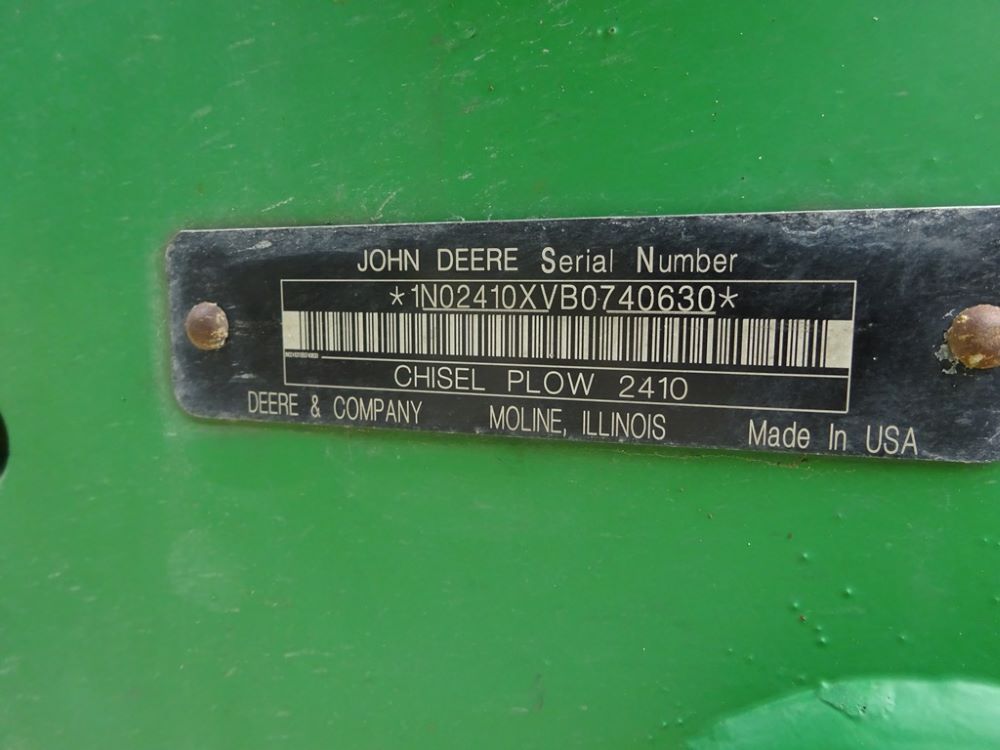 JOHN DEERE Serial Number
*1N02410XVB0740630*
CHISEL PLOW 2410
DEERE & COMPANY MOLINE, ILLINOIS Made In USA